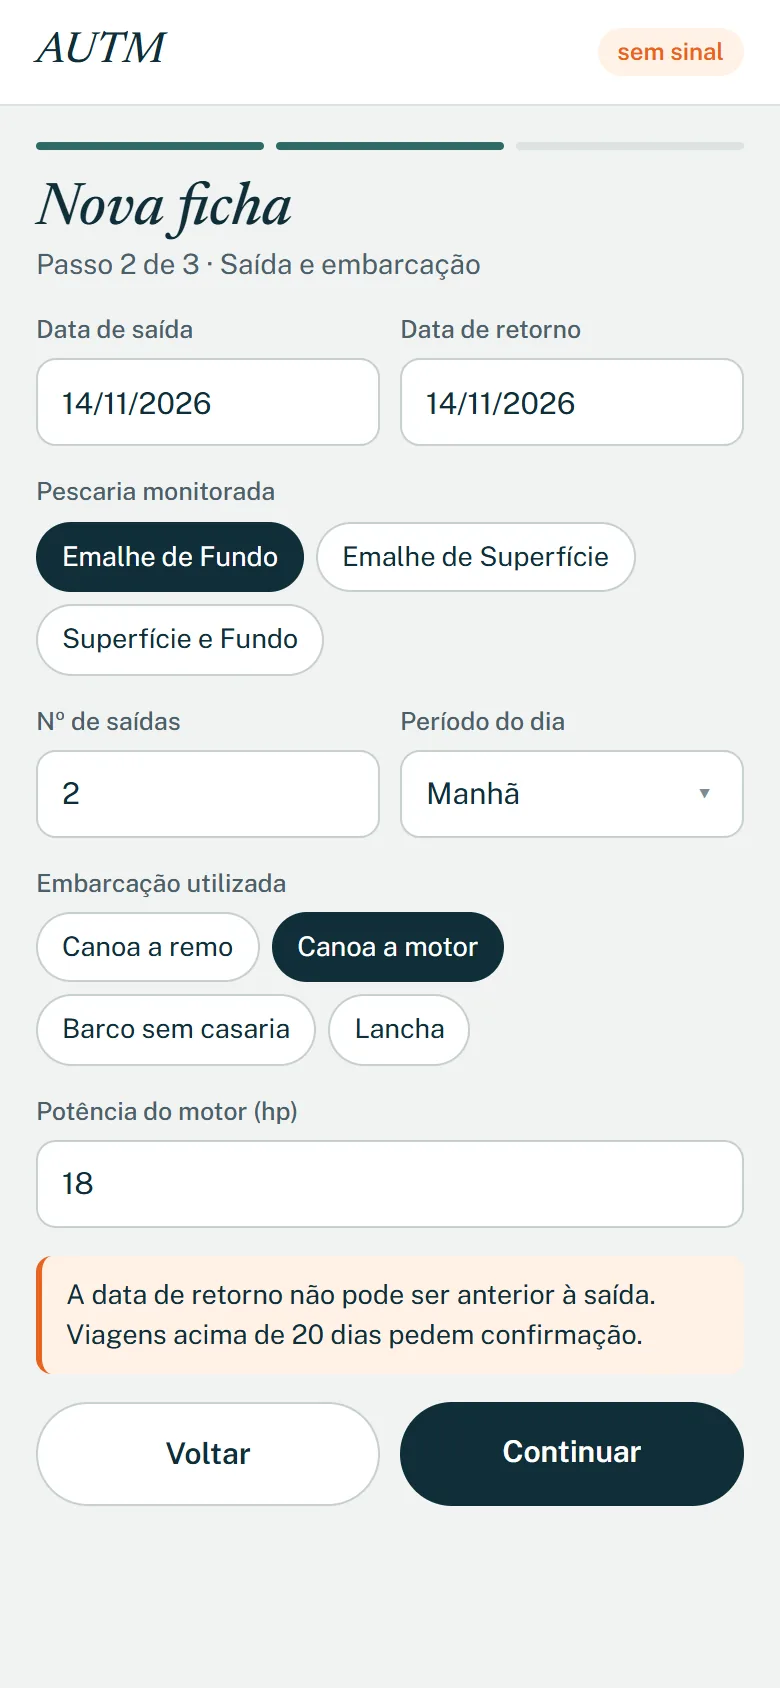 AUTM
sem sinal
Nova ficha
Passo 2 de 3 · Saída e embarcação
Data de saída
Data de retorno
14/11/2026
14/11/2026
Pescaria monitorada
Emalhe de Fundo
Emalhe de Superfície
Superfície e Fundo
Nº de saídas
Período do dia
2
Manhã
Embarcação utilizada
Canoa a remo
Canoa a motor
Barco sem casaria
Lancha
Potência do motor (hp)
18
A data de retorno não pode ser anterior à saída.
Viagens acima de 20 dias pedem confirmação.
Voltar
Continuar